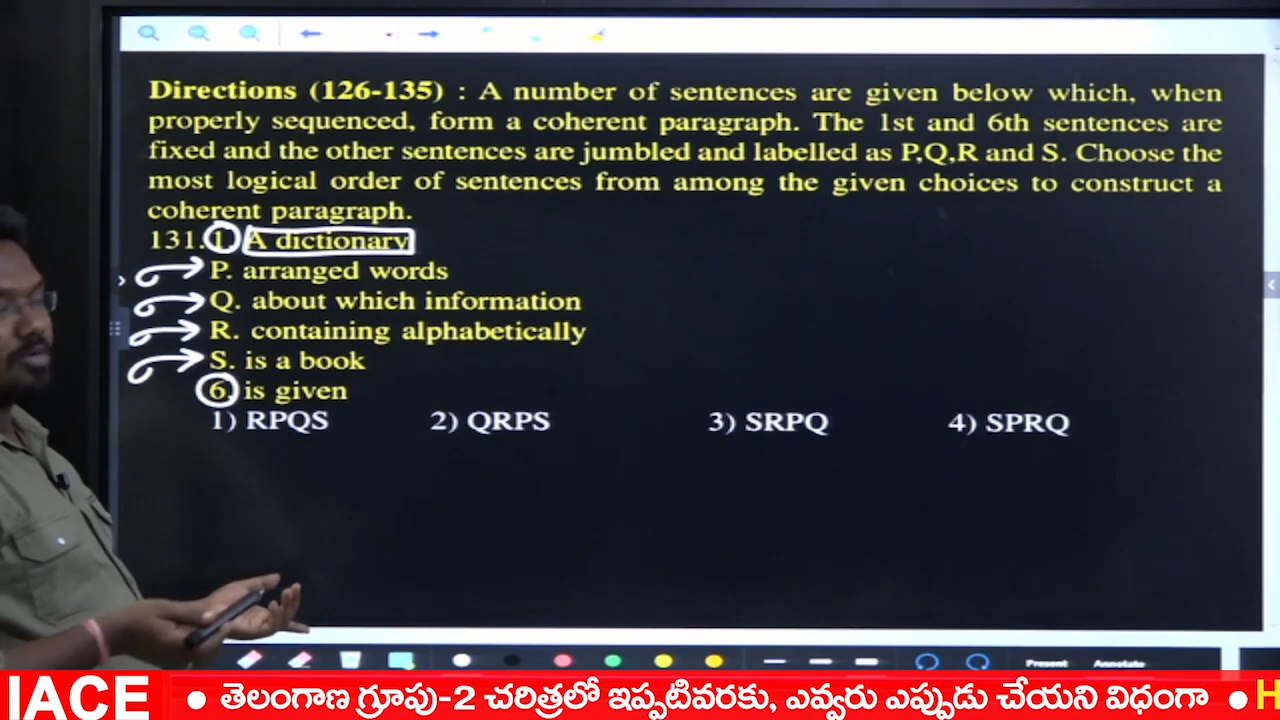 Directions (126-135) : A number of sentences are given below which, when
properly sequenced, form a coherent paragraph. The 1st and 6th sentences are
fixed and the other sentences are jumbled and labelled as P,Q,R and S. Choose the
most logical order of sentences from among the given choices to construct a
coherent paragraph.
131. 1. A dictionary
P. arranged words
Q. about which information
R. containing alphabetically
S. is a book
6. is given
1) RPQS 2) QRPS 3) SRPQ 4) SPRQ
Present Annotate
IACE • తెలంగాణ గ్రూపు-2 చరిత్రలో ఇప్పటివరకు, ఎవ్వరు ఎప్పుడు చేయని విధంగా • H